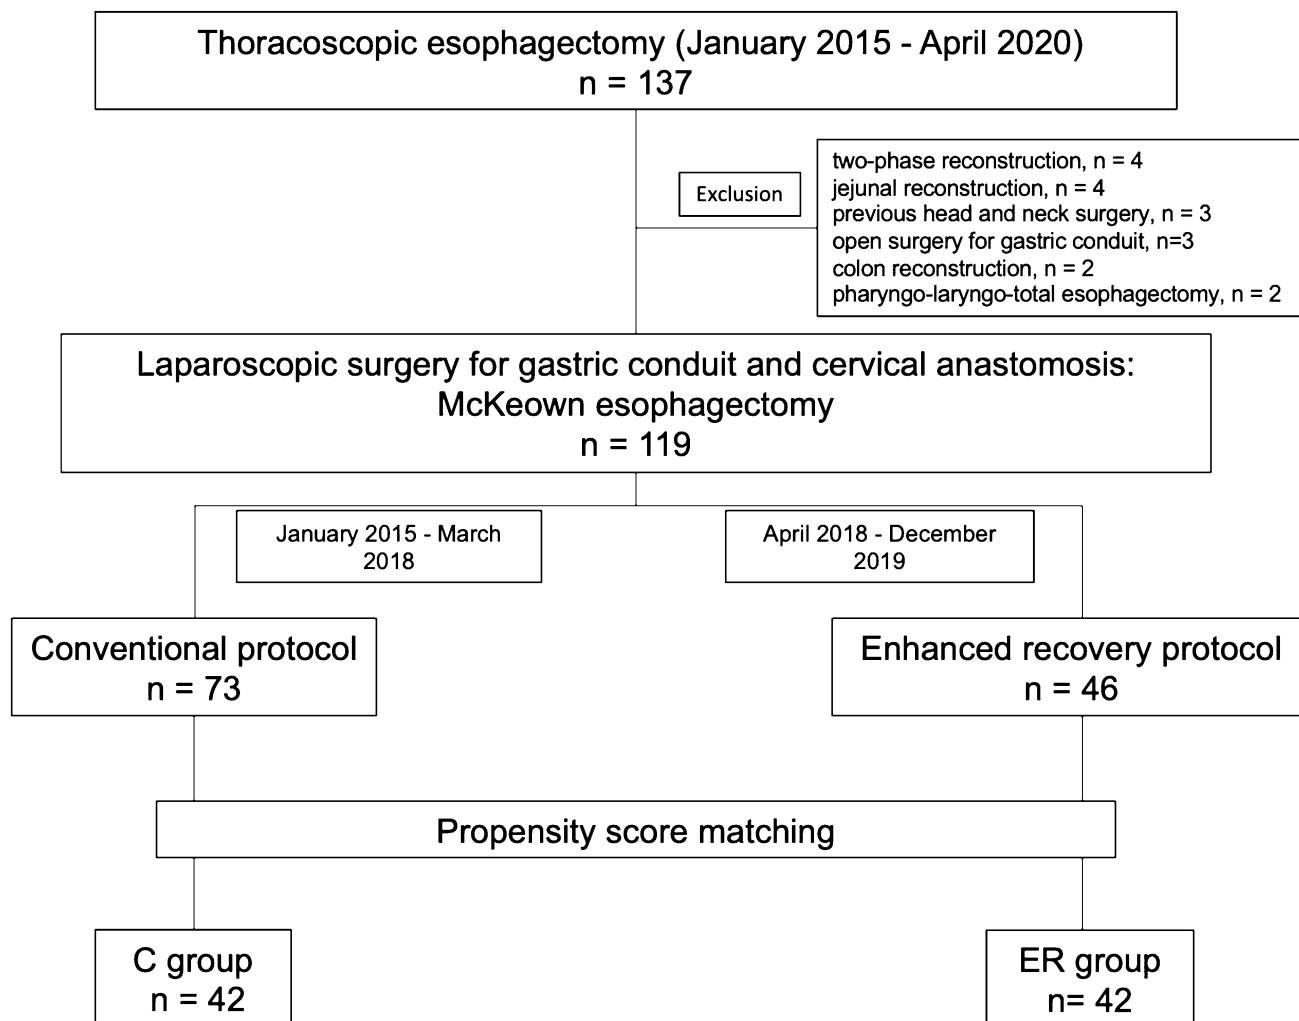 Thoracoscopic esophagectomy (January 2015 - April 2020)
n = 137
Exclusion
two-phase reconstruction, n = 4
jejunal reconstruction, n = 4
previous head and neck surgery, n = 3
open surgery for gastric conduit, n=3
colon reconstruction, n = 2
pharyngo-laryngo-total esophagectomy, n = 2
Laparoscopic surgery for gastric conduit and cervical anastomosis:
McKeown esophagectomy
n = 119
January 2015 - March
2018
April 2018 - December
2019
Conventional protocol
n = 73
Enhanced recovery protocol
n = 46
Propensity score matching
C group
n = 42
ER group
n= 42